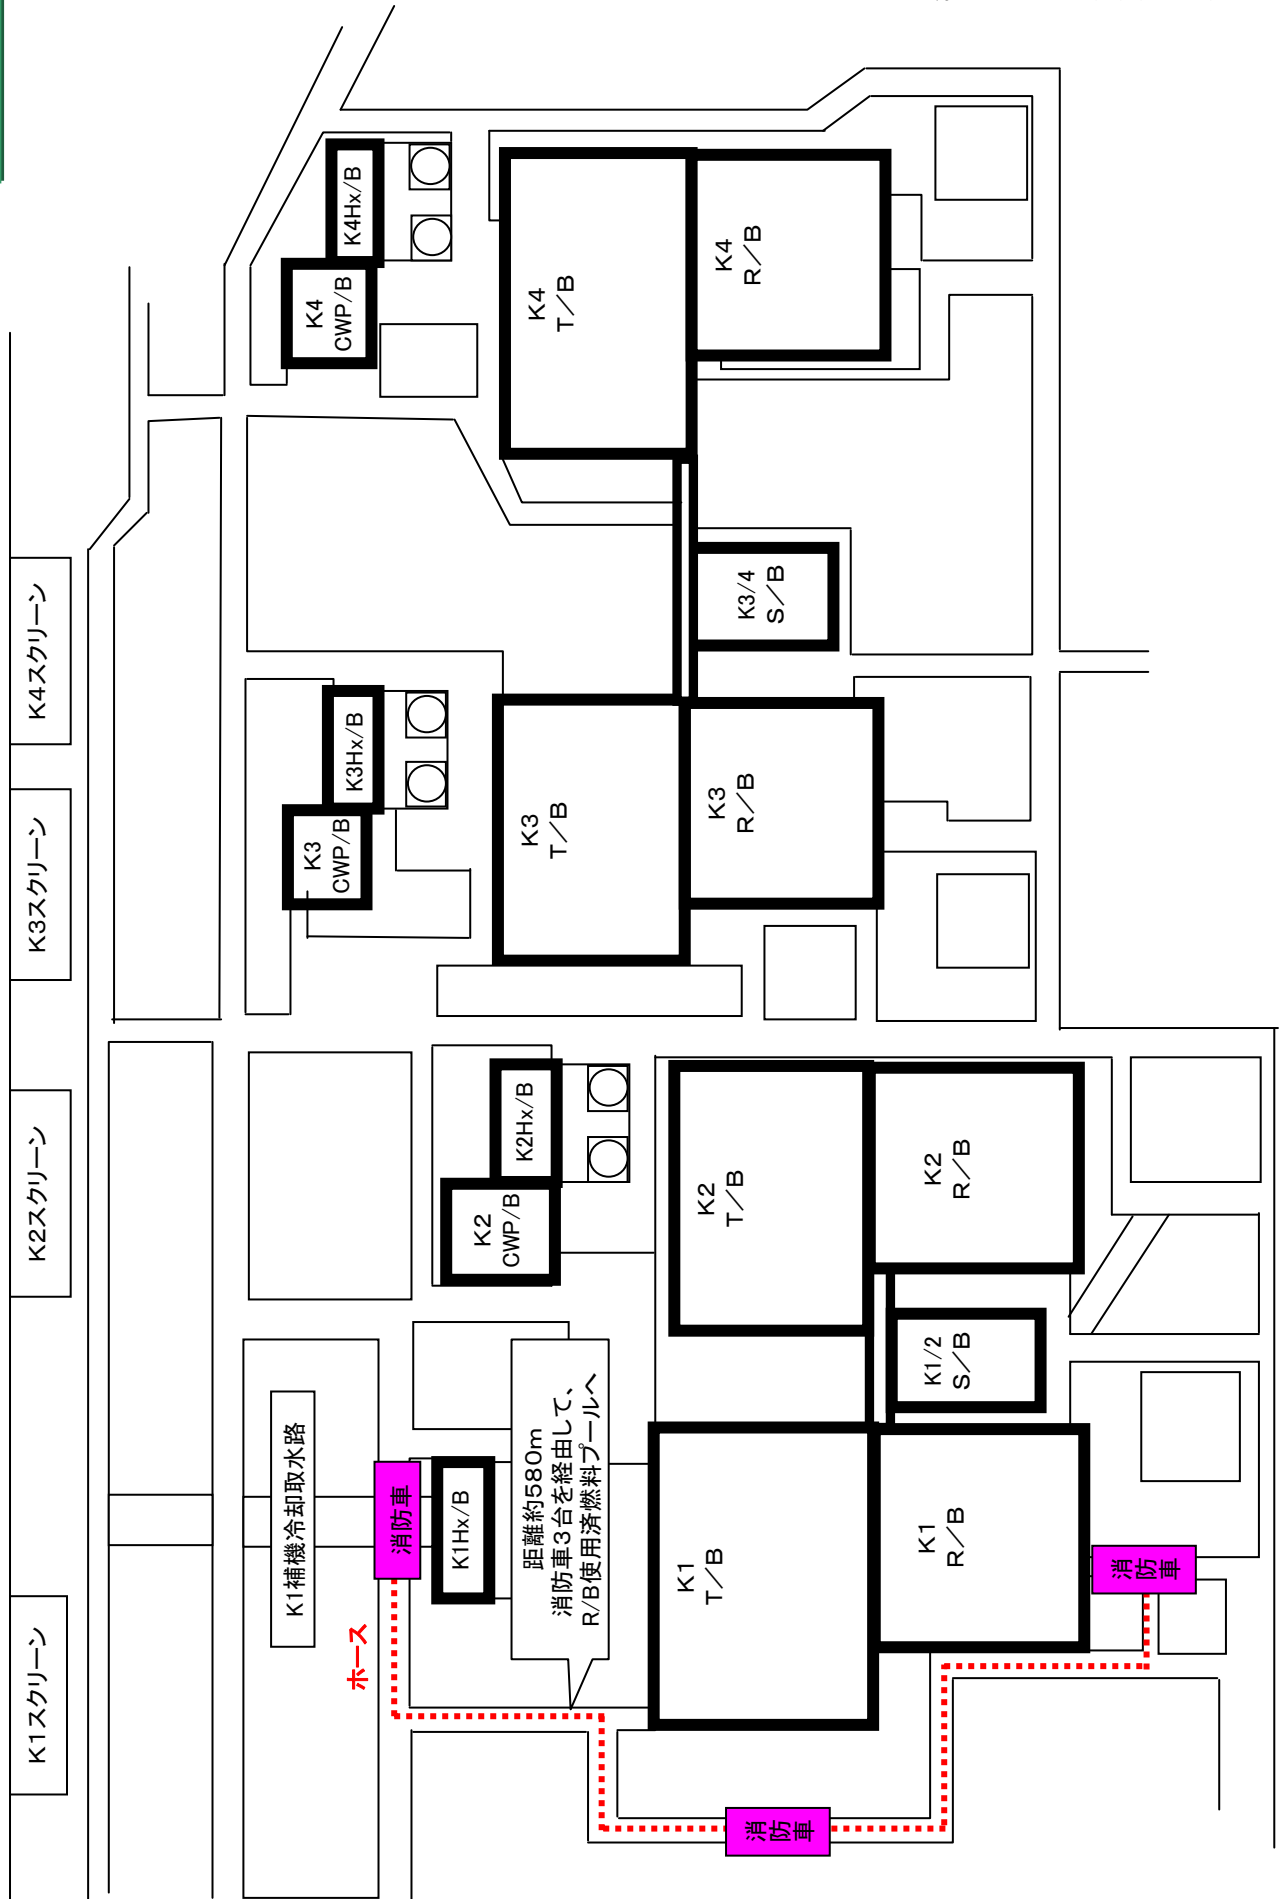 K4スクリーン
K3スクリーン
K2スクリーン
K1スクリーン
K4Hx/B
K4
CWP/B
K4
T/B
K4
R/B
K3/4
S/B
K3Hx/B
K3
CWP/B
K3
T/B
K3
R/B
K2Hx/B
K2
CWP/B
K2
T/B
K2
R/B
K1/2
S/B
K1補機冷却取水路
消防車
K1Hx/B
距離約580m
消防車3台を経由して、
R/B使用済燃料プールへ
ホース
K1
T/B
K1
R/B
消防車
消防車